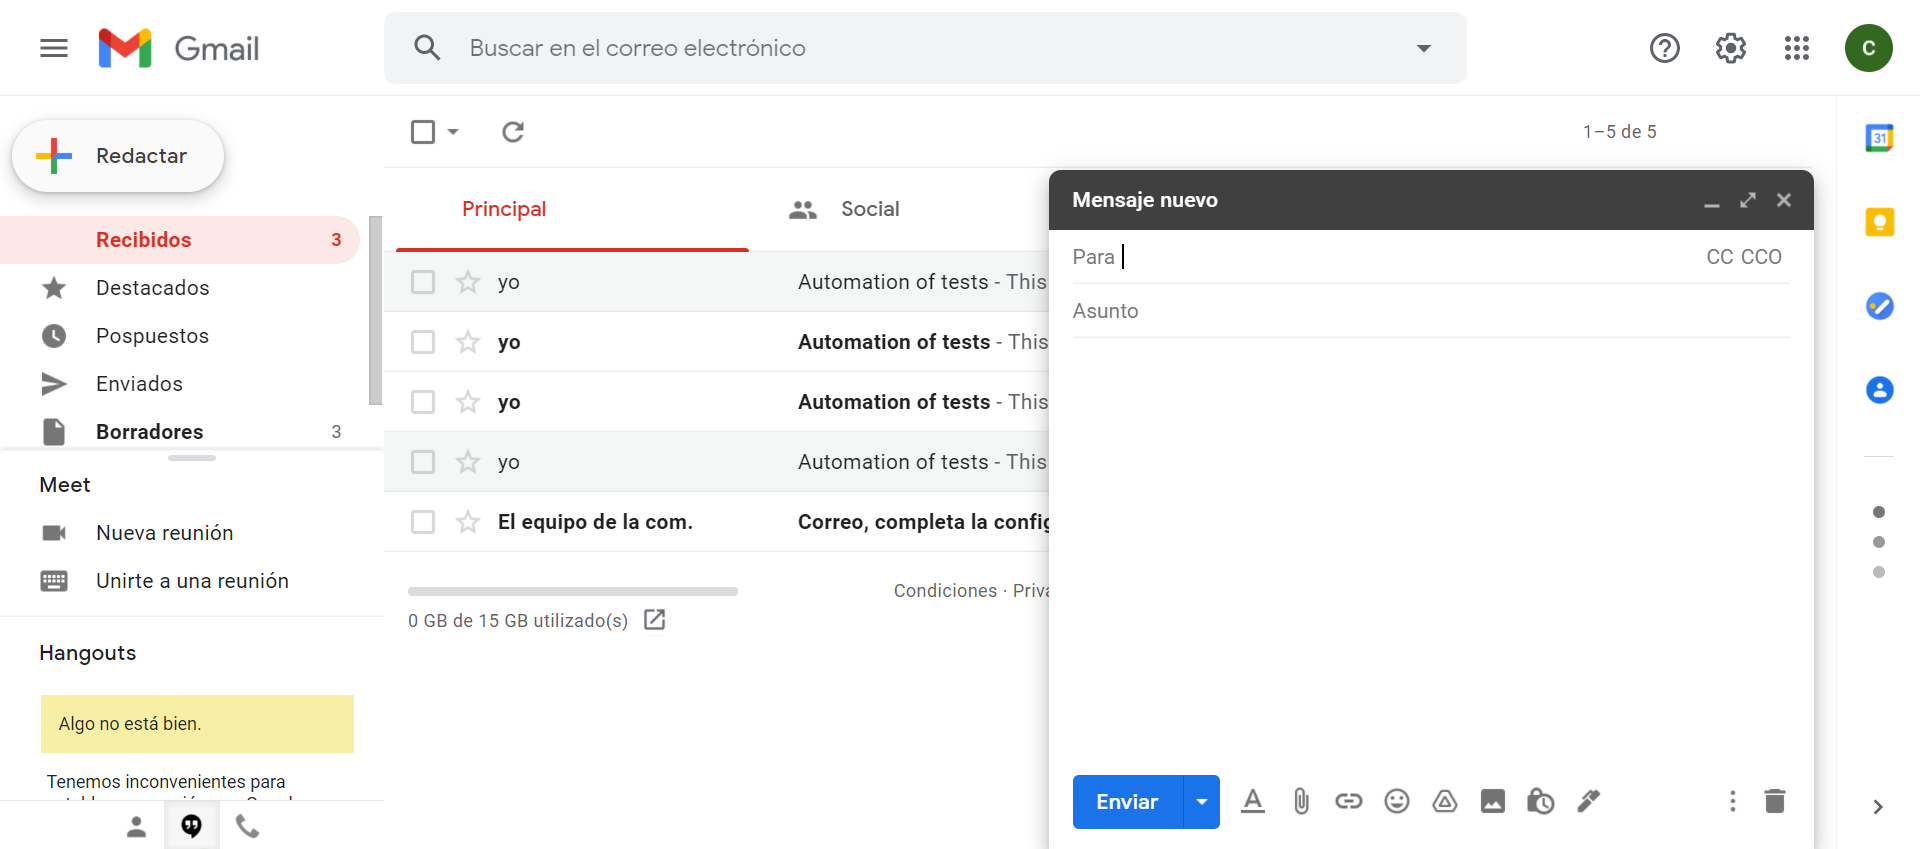 Gmail
Buscar en el correo electrónico
C
Redactar
Recibidos 3
Destacados
Pospuestos
Enviados
Borradores 3
Meet
Nueva reunión
Unirte a una reunión
Hangouts
Algo no está bien.
Tenemos inconvenientes para
1–5 de 5
Principal
Social
yo Automation of tests - This
yo Automation of tests - This
yo Automation of tests - This
yo Automation of tests - This
El equipo de la com. Correo, completa la config
0 GB de 15 GB utilizado(s)
Condiciones · Priva
Mensaje nuevo
Para CC CCO
Asunto
Enviar
31